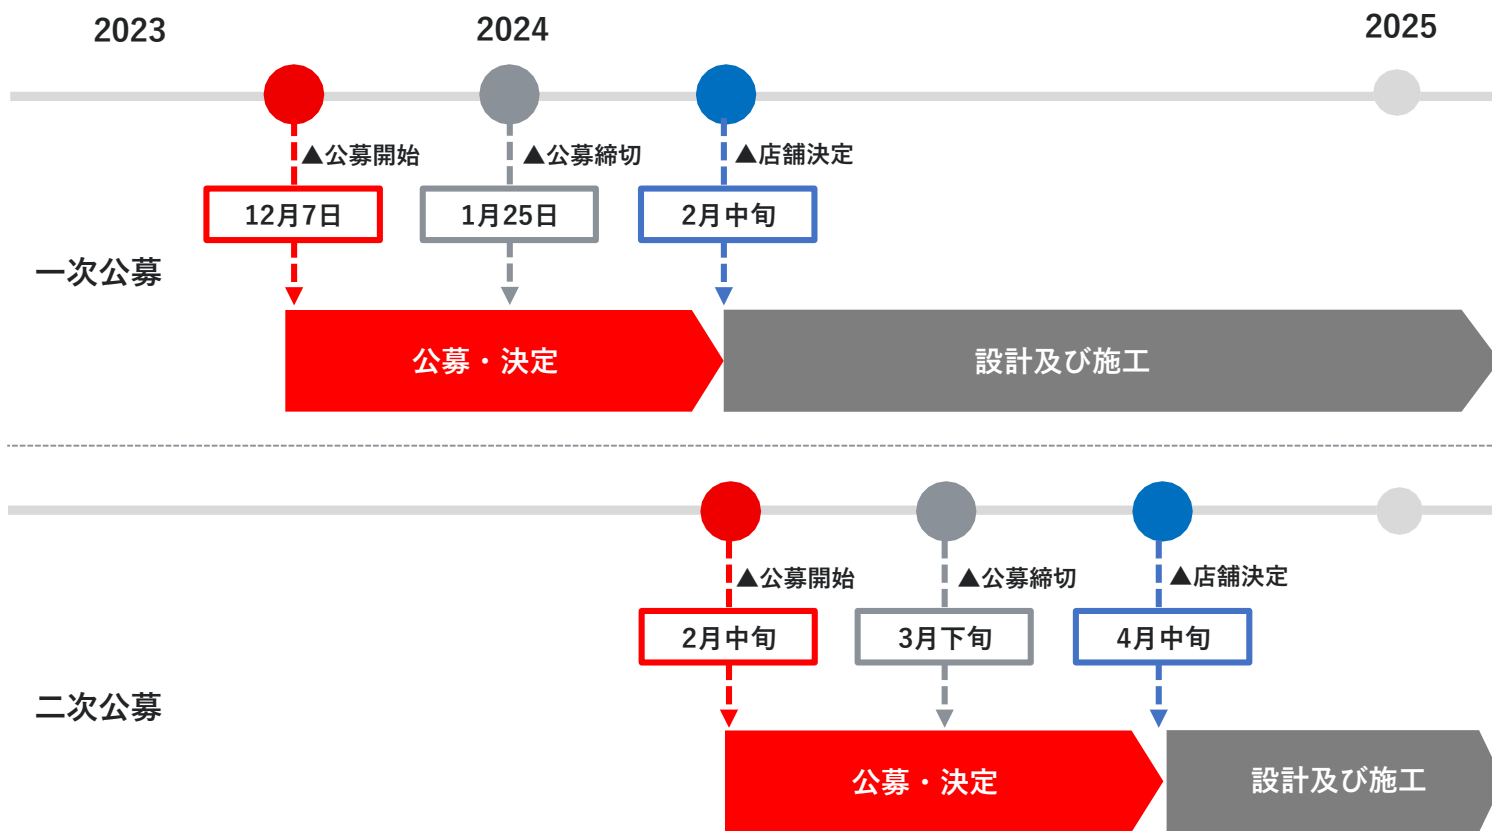 2023
2024
2025
▲公募開始
▲公募締切
▲店舗決定
12月7日
1月25日
2月中旬
一次公募
公募・決定
設計及び施工
▲公募開始
▲公募締切
▲店舗決定
2月中旬
3月下旬
4月中旬
二次公募
公募・決定
設計及び施工